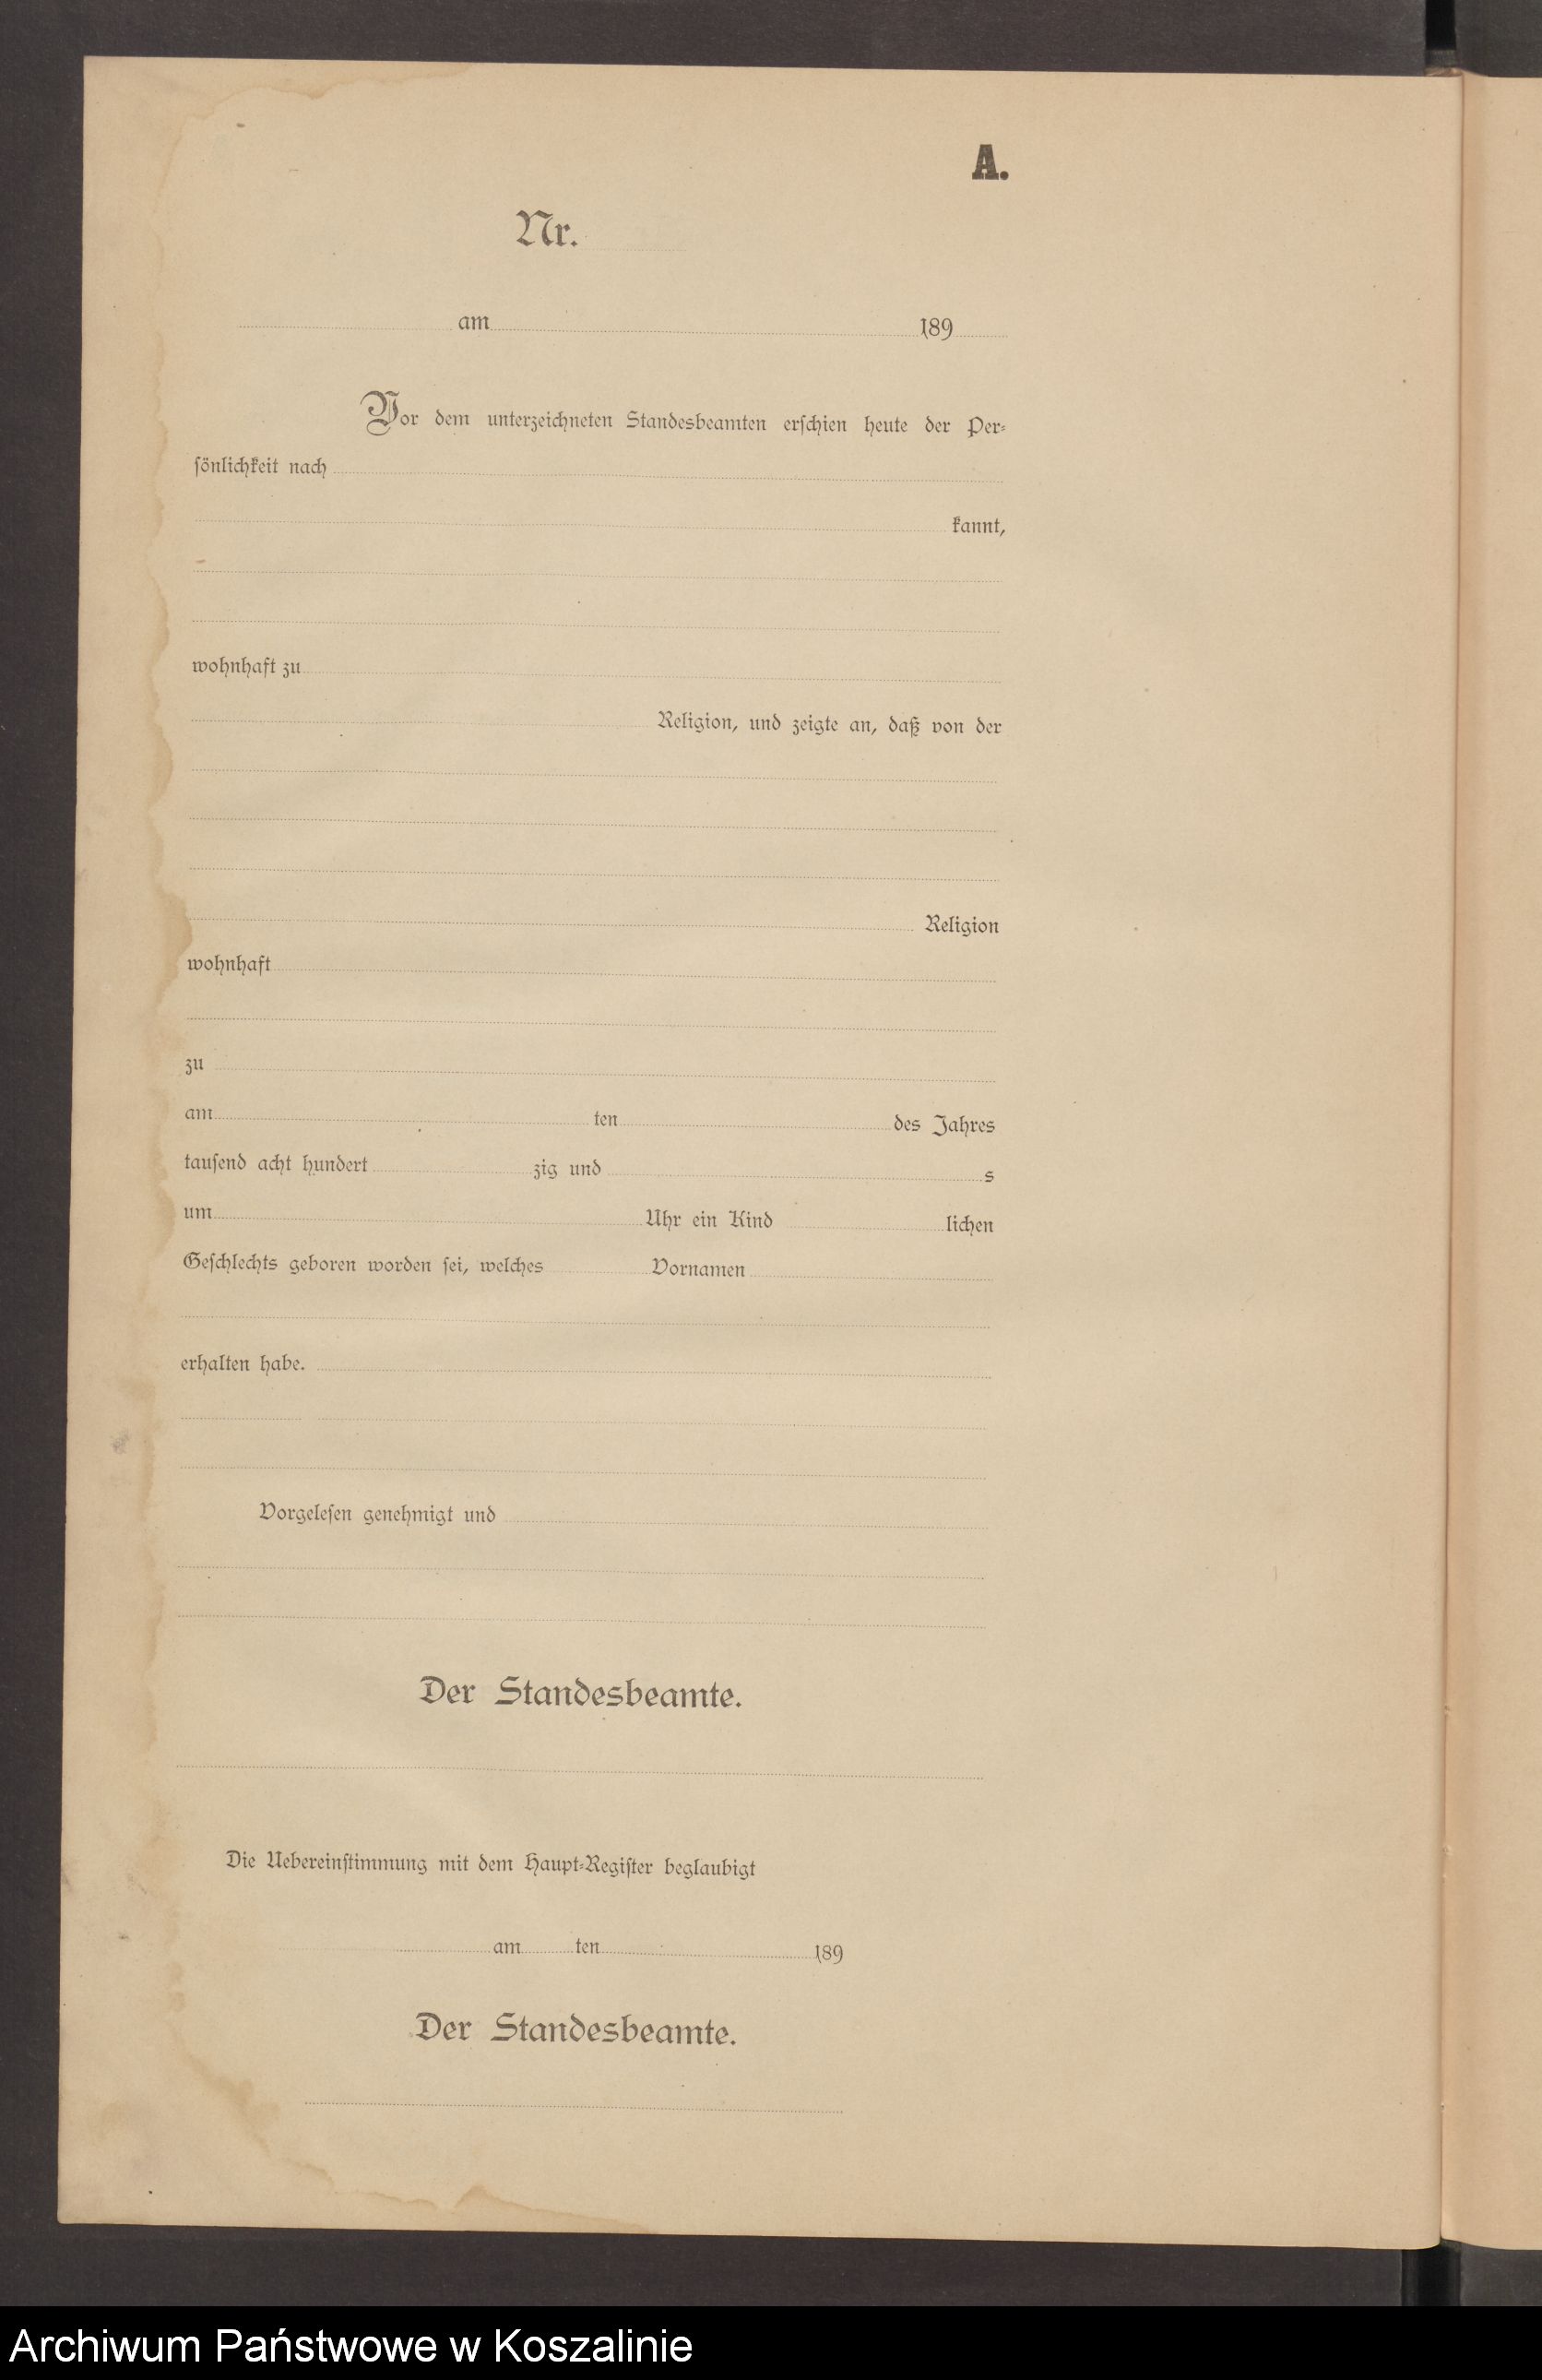 A.
Nr.
am 189
Vor dem unterzeichneten Standesbeamten erschien heute der Per=
sönlichkeit nach
kannt,
wohnhaft zu
Religion, und zeigte an, daß von der
Religion
wohnhaft
zu
am ten des Jahres
tausend acht hundert zig und s
um Uhr ein Kind lichen
Geschlechts geboren worden sei, welches Vornamen
erhalten habe.
Vorgelesen genehmigt und
Der Standesbeamte.
Die Uebereinstimmung mit dem Haupt=Register beglaubigt
am ten 189
Der Standesbeamte.
Archiwum Państwowe w Koszalinie